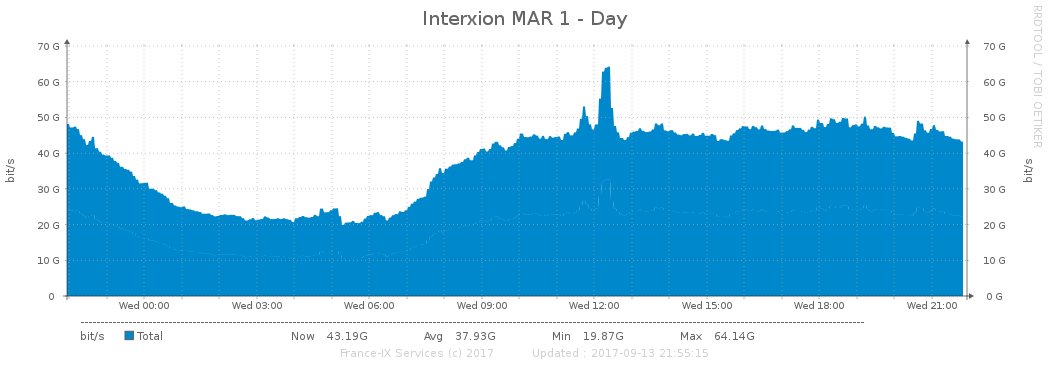 Interxion MAR 1 - Day
RRDTOOL / TOBI OETIKER
bit/s
bit/s
70 G 70 G
60 G 60 G
50 G 50 G
40 G 40 G
30 G 30 G
20 G 20 G
10 G 10 G
0 0 G
Wed 00:00 Wed 03:00 Wed 06:00 Wed 09:00 Wed 12:00 Wed 15:00 Wed 18:00 Wed 21:00
bit/s Total Now 43.19G Avg 37.93G Min 19.87G Max 64.14G
France-IX Services (c) 2017 Updated : 2017-09-13 21:55:15